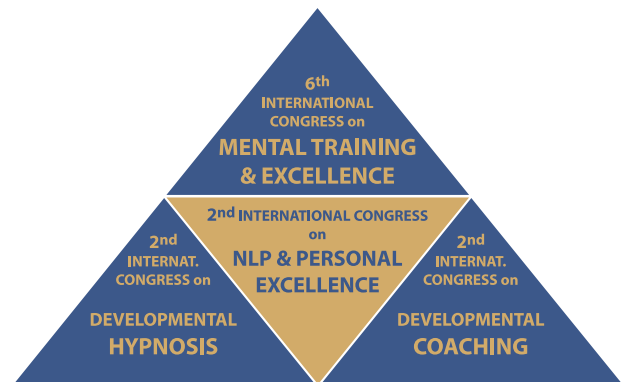 6th
INTERNATIONAL
CONGRESS on
MENTAL TRAINING
& EXCELLENCE
2nd INTERNATIONAL CONGRESS
on
NLP & PERSONAL
EXCELLENCE
2nd
INTERNAT.
CONGRESS on
DEVELOPMENTAL
HYPNOSIS
2nd
INTERNAT.
CONGRESS on
DEVELOPMENTAL
COACHING